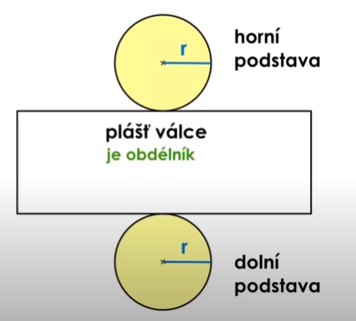 r
horní
podstava
plášť válce
je obdélník
r
dolní
podstava